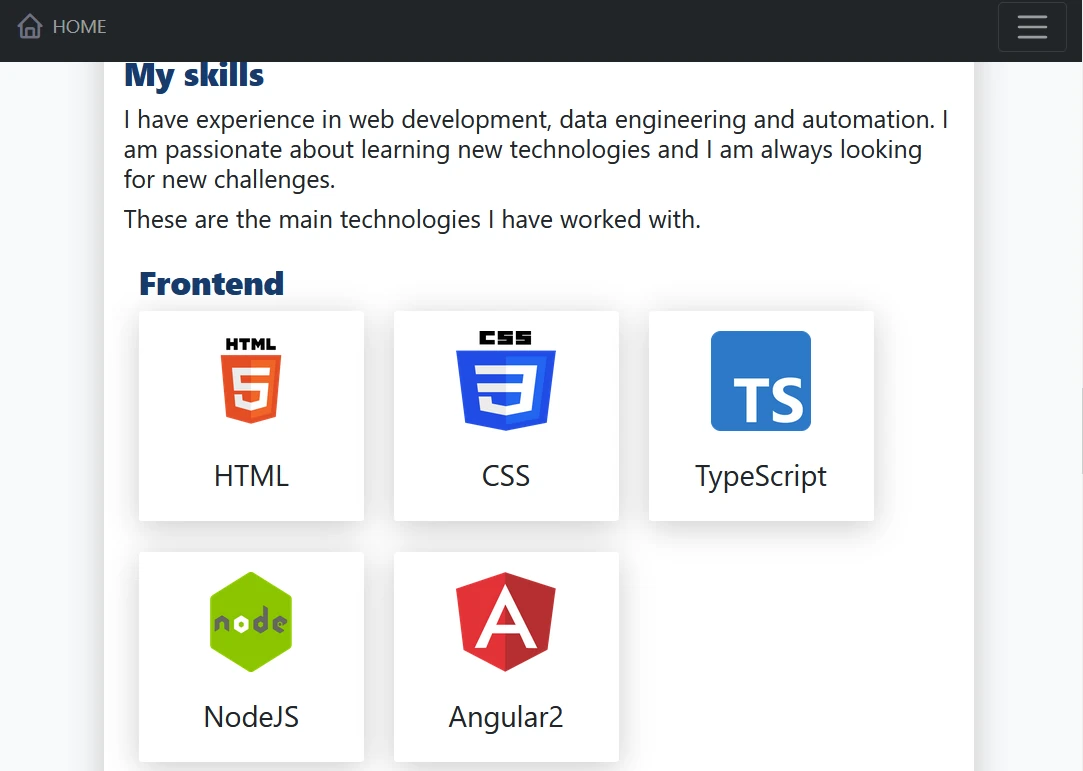 HOME
My skills
I have experience in web development, data engineering and automation. I
am passionate about learning new technologies and I am always looking
for new challenges.
These are the main technologies I have worked with.
Frontend
HTML
5
HTML
CSS
3
CSS
TS
TypeScript
node
NodeJS
A
Angular2